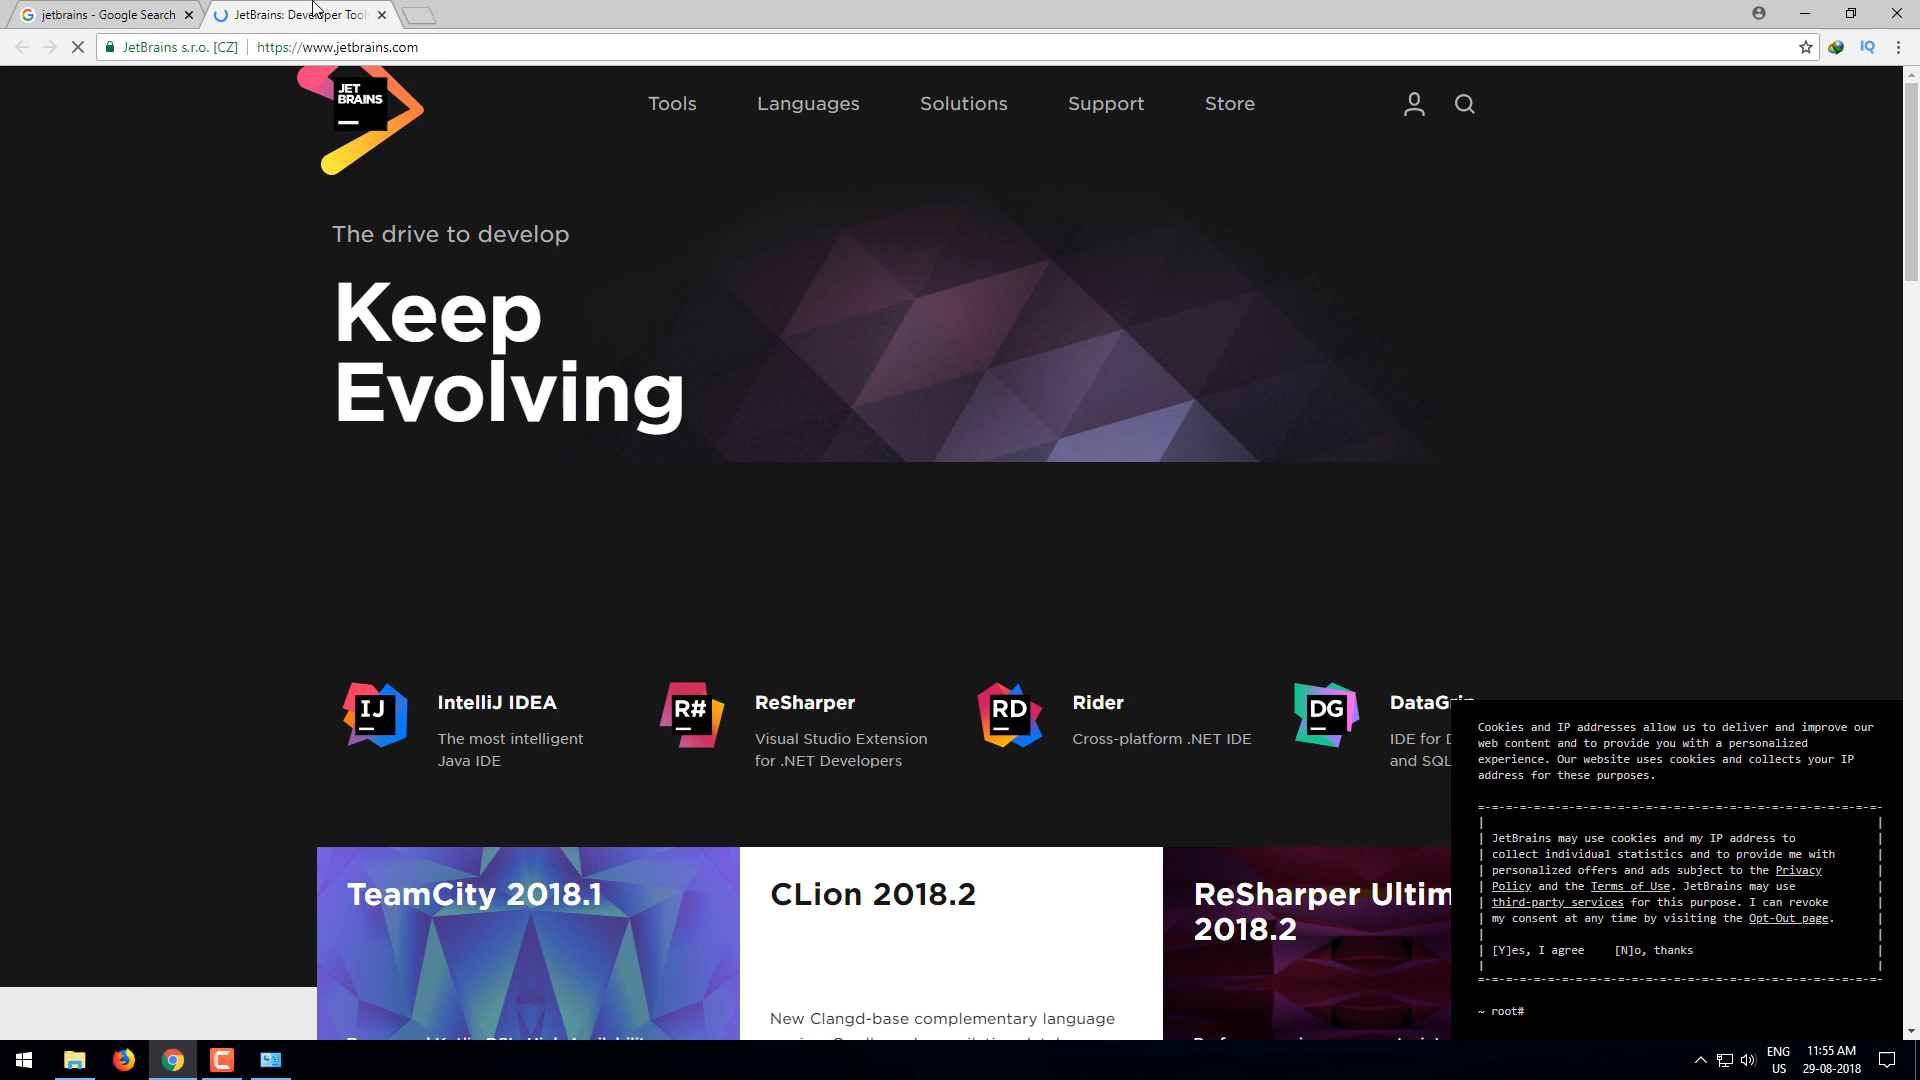 jetbrains - Google Search
JetBrains: Developer Tool
JetBrains s.r.o. [CZ]
https://www.jetbrains.com
IQ
JET
BRAINS
Tools
Languages
Solutions
Support
Store
The drive to develop
Keep
Evolving
IJ
IntelliJ IDEA
The most intelligent
Java IDE
R#
ReSharper
Visual Studio Extension
for .NET Developers
RD
Rider
Cross-platform .NET IDE
DG
DataGrip
IDE for
and SQL
TeamCity 2018.1
CLion 2018.2
New Clangd-base complementary language
ReSharper Ultim
2018.2
Cookies and IP addresses allow us to deliver and improve our
web content and to provide you with a personalized
experience. Our website uses cookies and collects your IP
address for these purposes.
JetBrains may use cookies and my IP address to
collect individual statistics and to provide me with
personalized offers and ads subject to the Privacy
Policy and the Terms of Use. JetBrains may use
third-party services for this purpose. I can revoke
my consent at any time by visiting the Opt-Out page.
[Y]es, I agree [N]o, thanks
~ root#
ENG
US
11:55 AM
29-08-2018